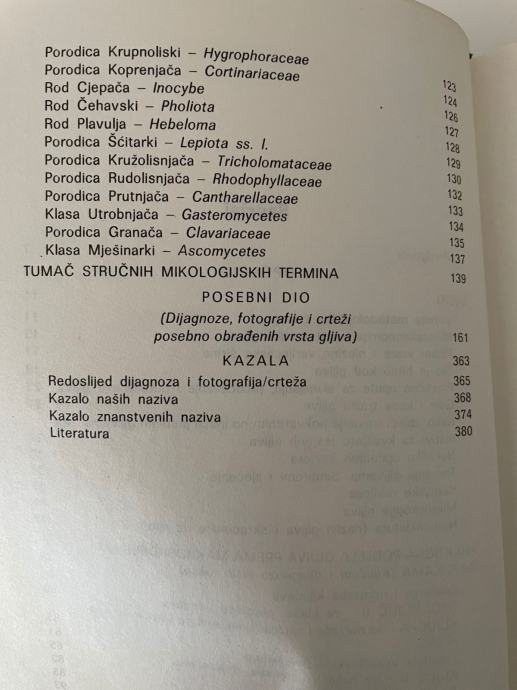 Porodica Krupnoliski – Hygrophoraceae 123
Porodica Koprenjača – Cortinariaceae 124
Rod Cjepača – Inocybe 126
Rod Čehavski – Pholiota 127
Rod Plavulja – Hebeloma 128
Porodica Šćitarki – Lepiota ss. l. 129
Porodica Kružolisnjača – Tricholomataceae 130
Porodica Rudolisnjača – Rhodophyllaceae 132
Porodica Prutnjača – Cantharellaceae 133
Klasa Utrobnjača – Gasteromycetes 134
Porodica Granača – Clavariaceae 135
Klasa Mješinarki – Ascomycetes 137
TUMAČ STRUČNIH MIKOLOGIJSKIH TERMINA 139
POSEBNI DIO
(Dijagnoze, fotografije i crteži
posebno obrađenih vrsta gljiva) 161
KAZALA 363
Redoslijed dijagnoza i fotografija/crteža 365
Kazalo naših naziva 368
Kazalo znanstvenih naziva 374
Literatura 380